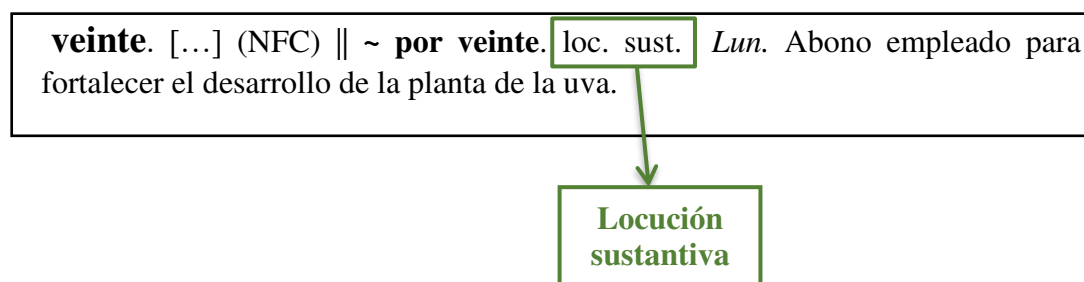 veinte. […] (NFC) || ~ por veinte. loc. sust. Lun. Abono empleado para
fortalecer el desarrollo de la planta de la uva.
Locución
sustantiva